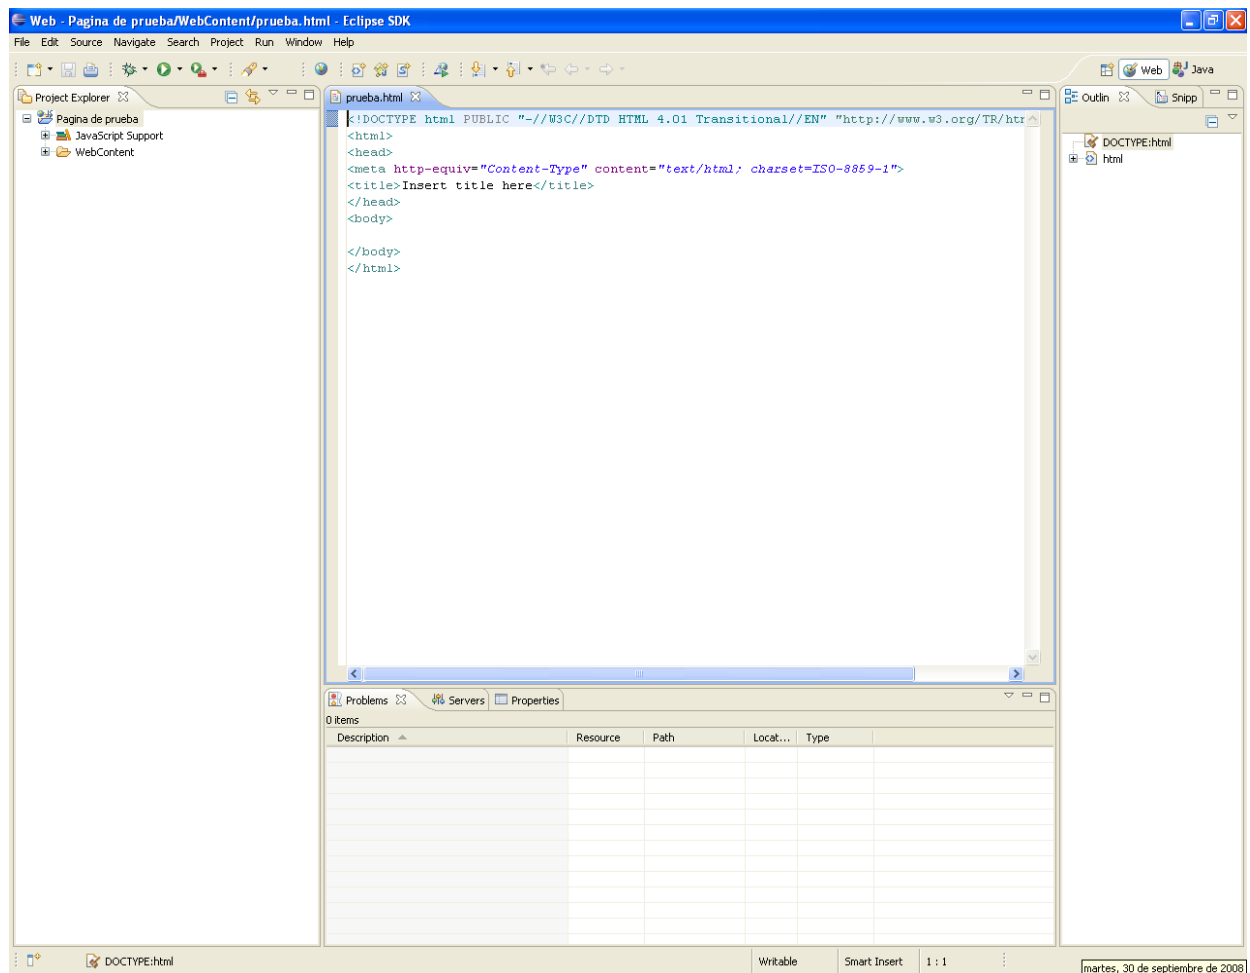 Web - Pagina de prueba/WebContent/prueba.html - Eclipse SDK
File Edit Source Navigate Search Project Run Window Help
Web Java
Project Explorer
Pagina de prueba
JavaScript Support
WebContent
prueba.html
<!DOCTYPE html PUBLIC "-//W3C//DTD HTML 4.01 Transitional//EN" "http://www.w3.org/TR/htm
<html>
<head>
<meta http-equiv="Content-Type" content="text/html; charset=ISO-8859-1">
<title>Insert title here</title>
</head>
<body>
</body>
</html>
Outlin Snipp
DOCTYPE:html
html
Problems Servers Properties
0 items
Description Resource Path Locat... Type
DOCTYPE:html Writable Smart Insert 1 : 1
martes, 30 de septiembre de 2008